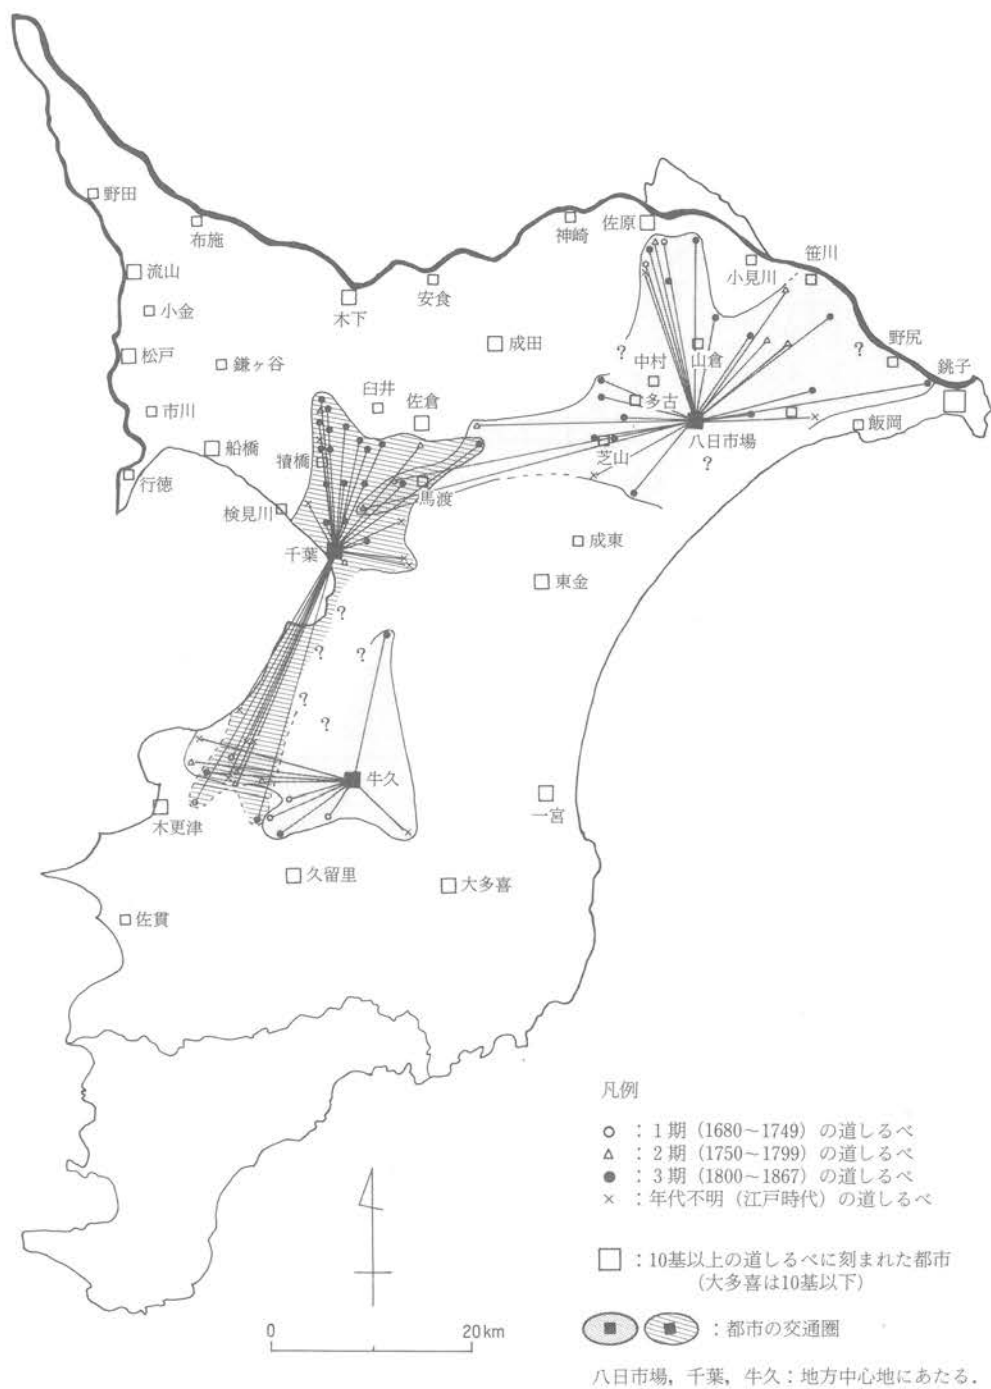 野田
布施
流山
小金
松戸
鎌ヶ谷
市川
船橋
行徳
検見川
木下
安食
神崎
佐原
小見川
笹川
野尻
銚子
飯岡
成田
臼井
佐倉
犢橋
馬渡
千葉
中村
山倉
多古
芝山
八日市場
成東
東金
牛久
一宮
木更津
久留里
大多喜
佐貫
?
?
?
?
?
?
?
?
凡例
○ : 1期(1680~1749)の道しるべ
△ : 2期(1750~1799)の道しるべ
● : 3期(1800~1867)の道しるべ
× : 年代不明(江戸時代)の道しるべ
□ : 10基以上の道しるべに刻まれた都市
(大多喜は10基以下)
: 都市の交通圏
0 20km
八日市場,千葉,牛久:地方中心地にあたる.